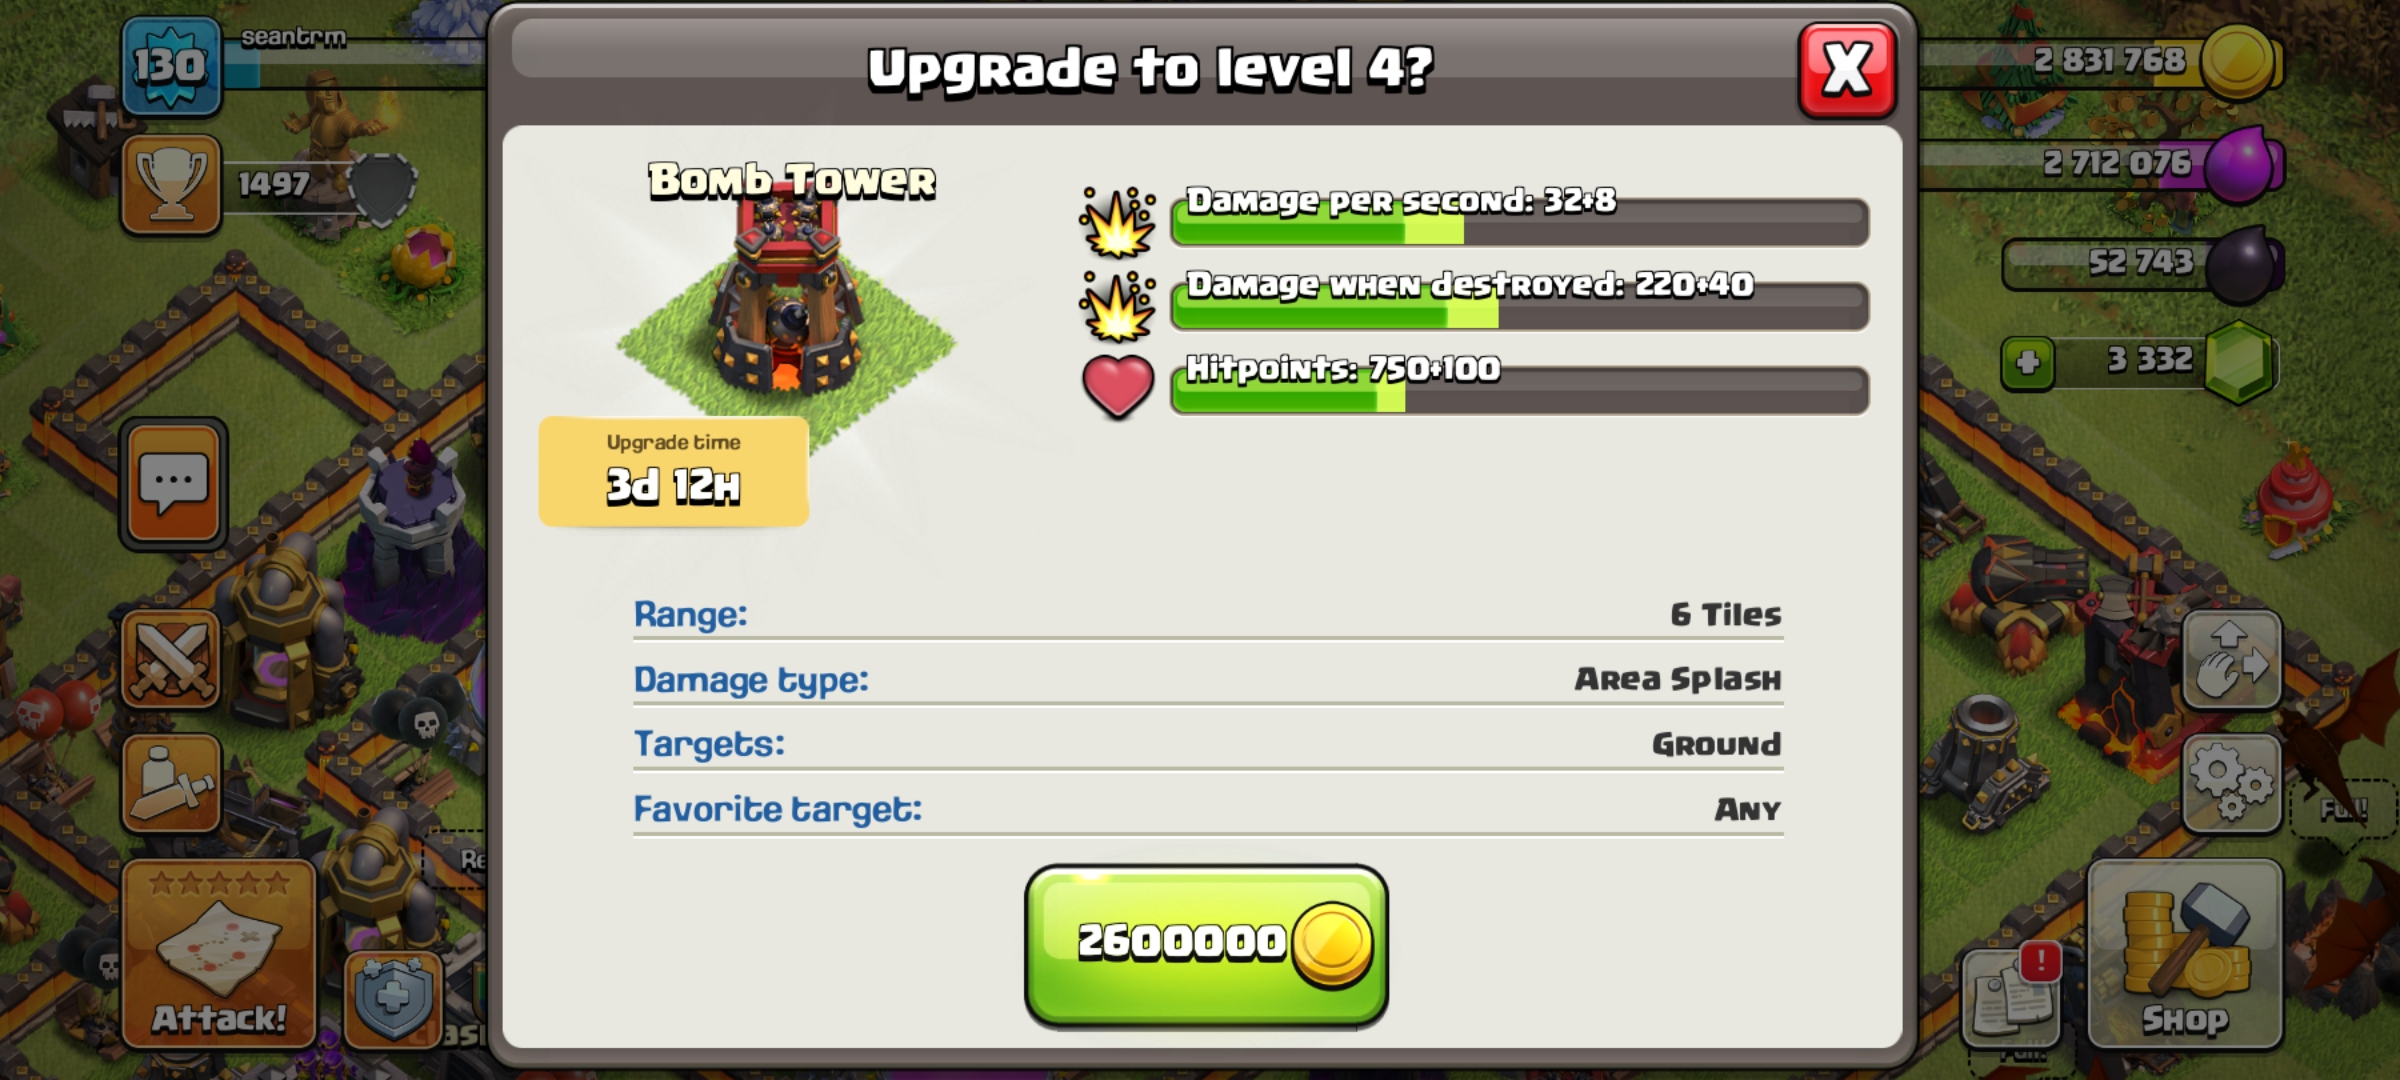 130
seantrm
1497
Upgrade to level 4?
X
2 831 768
2 712 076
52 743
3 332
Bomb Tower
Damage per second: 32+8
Damage when destroyed: 220+40
Hitpoints: 750+100
Upgrade time
3d 12H
Range: 6 Tiles
Damage type: Area Splash
Targets: Ground
Favorite target: Any
2600000
Attack!
Shop
!
Full!
Full!